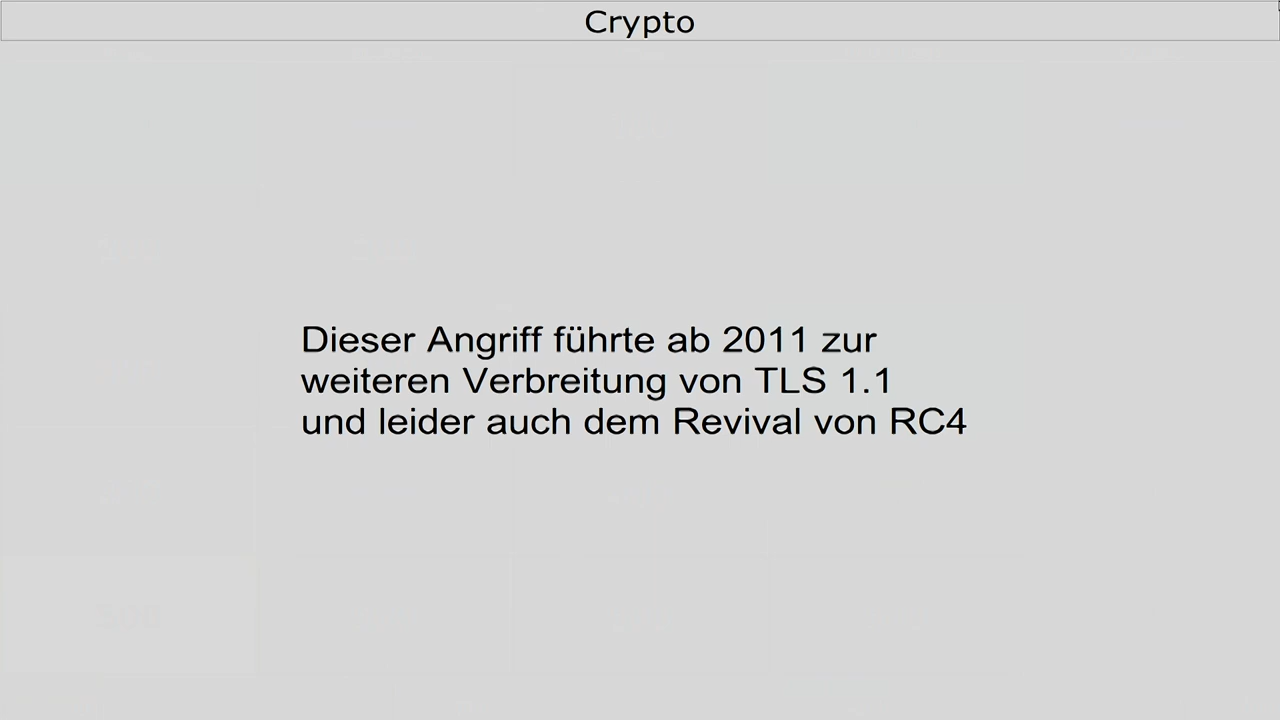 Crypto
Dieser Angriff führte ab 2011 zur
weiteren Verbreitung von TLS 1.1
und leider auch dem Revival von RC4